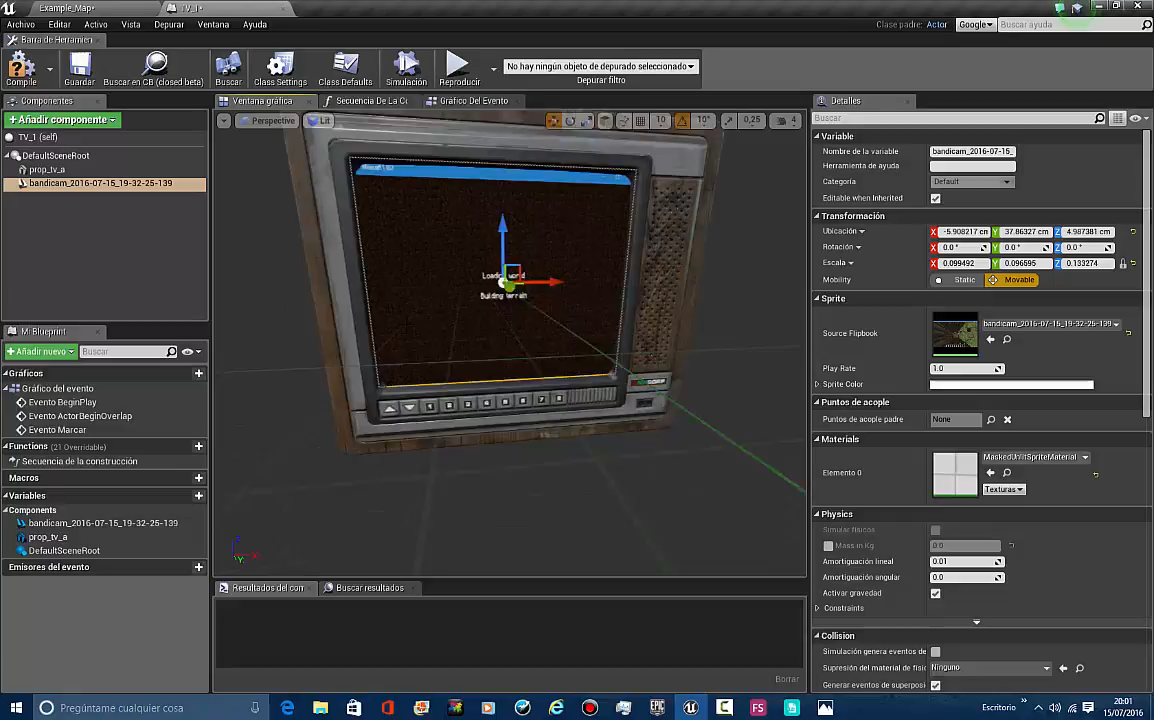 Example_Map*
TV_1*
Archivo Editar Activo Vista Depurar Ventana Ayuda
Clase padre: Actor
Google
Buscar ayuda
Barra de Herramien
Compile
Guardar
Buscar en CB (closed beta)
Buscar
Class Settings
Class Defaults
Simulación
Reproducir
No hay ningún objeto de depurado seleccionado
Depurar filtro
Componentes
Añadir componente
TV_1 (self)
DefaultSceneRoot
prop_tv_a
bandicam_2016-07-15_19-32-25-139
Mi Blueprint
Añadir nuevo
Buscar
Gráficos
Gráfico del evento
Evento BeginPlay
Evento ActorBeginOverlap
Evento Marcar
Functions (21 Overridable)
Secuencia de la construcción
Macros
Variables
Components
bandicam_2016-07-15_19-32-25-139
prop_tv_a
DefaultSceneRoot
Emisores del evento
Ventana gráfica
Secuencia De La Co
Gráfico Del Evento
Perspective
Lit
10
10°
0,25
4
Building terrain
1
2
3
4
5
6
7
8
X
Y
Resultados del com
Buscar resultados
Borrar
Detalles
Buscar
Variable
Nombre de la variable
bandicam_2016-07-15_
Herramienta de ayuda
Categoría
Default
Editable when Inherited
Transformación
Ubicación
X -5.908217 cm Y 37.86327 cm Z 4.987381 cm
Rotación
X 0.0 ° Y 0.0 ° Z 0.0 °
Escala
X 0.099492 Y 0.096595 Z 0.133274
Mobility
Static
Movable
Sprite
Source Flipbook
bandicam_2016-07-15_19-32-25-139
Play Rate
1.0
Sprite Color
Puntos de acople
Puntos de acople padre
None
Materials
Elemento 0
MaskedUnlitSpriteMaterial
Texturas
Physics
Simular físicos
Mass in Kg
0.0
Amortiguación lineal
0.01
Amortiguación angular
0.0
Activar gravedad
Constraints
Collision
Simulación genera eventos de
Supresión del material de físic
Ninguno
Generar eventos de superposi
Pregúntame cualquier cosa
EPIC
FS
Escritorio
20:01
15/07/2016